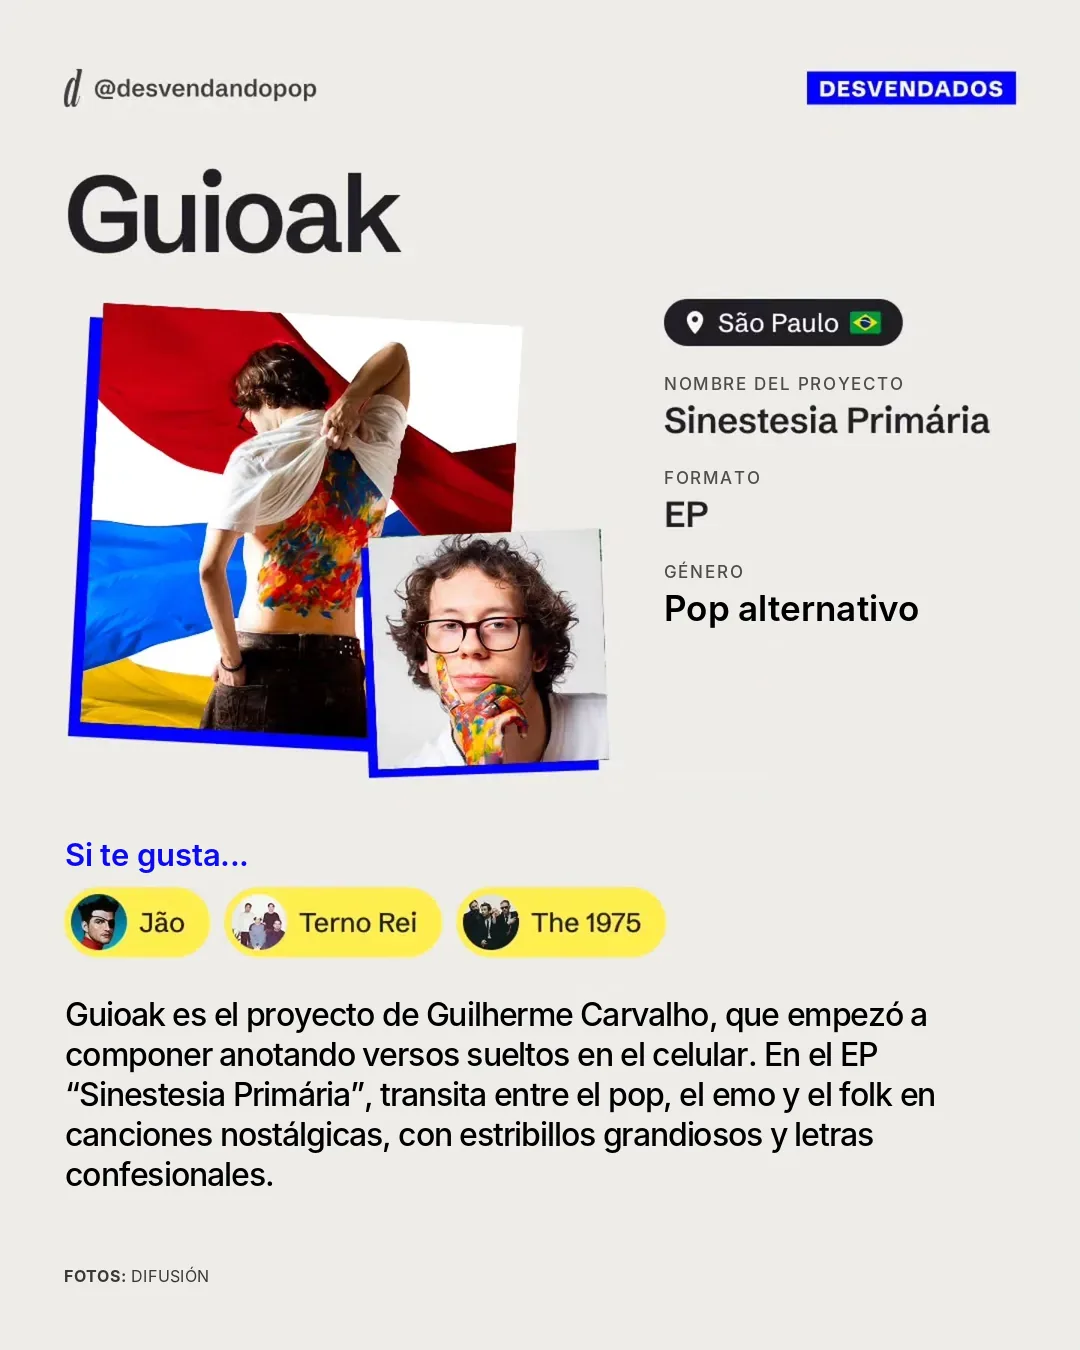 d @desvendandopop
DESVENDADOS
Guioak
São Paulo
NOMBRE DEL PROYECTO
Sinestesia Primária
FORMATO
EP
GÉNERO
Pop alternativo
Si te gusta...
Jão
Terno Rei
The 1975
Guioak es el proyecto de Guilherme Carvalho, que empezó a
componer anotando versos sueltos en el celular. En el EP
“Sinestesia Primária”, transita entre el pop, el emo y el folk en
canciones nostálgicas, con estribillos grandiosos y letras
confesionales.
FOTOS: DIFUSIÓN